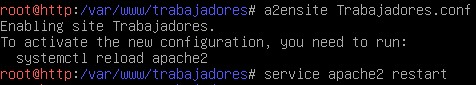 root@http:/var/www/trabajadores# a2ensite Trabajadores.conf
Enabling site Trabajadores.
To activate the new configuration, you need to run:
  systemctl reload apache2
root@http:/var/www/trabajadores# service apache2 restart